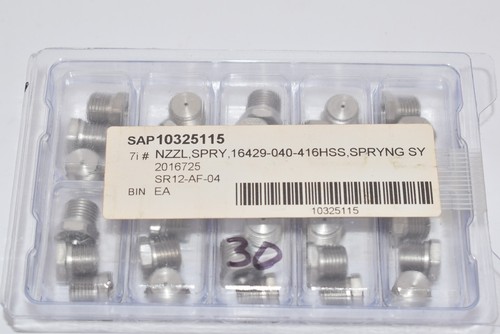 SAP10325115
7i # NZZL,SPRY,16429-040-416HSS,SPRYNG SY
2016725
SR12-AF-04
BIN EA
10325115
30